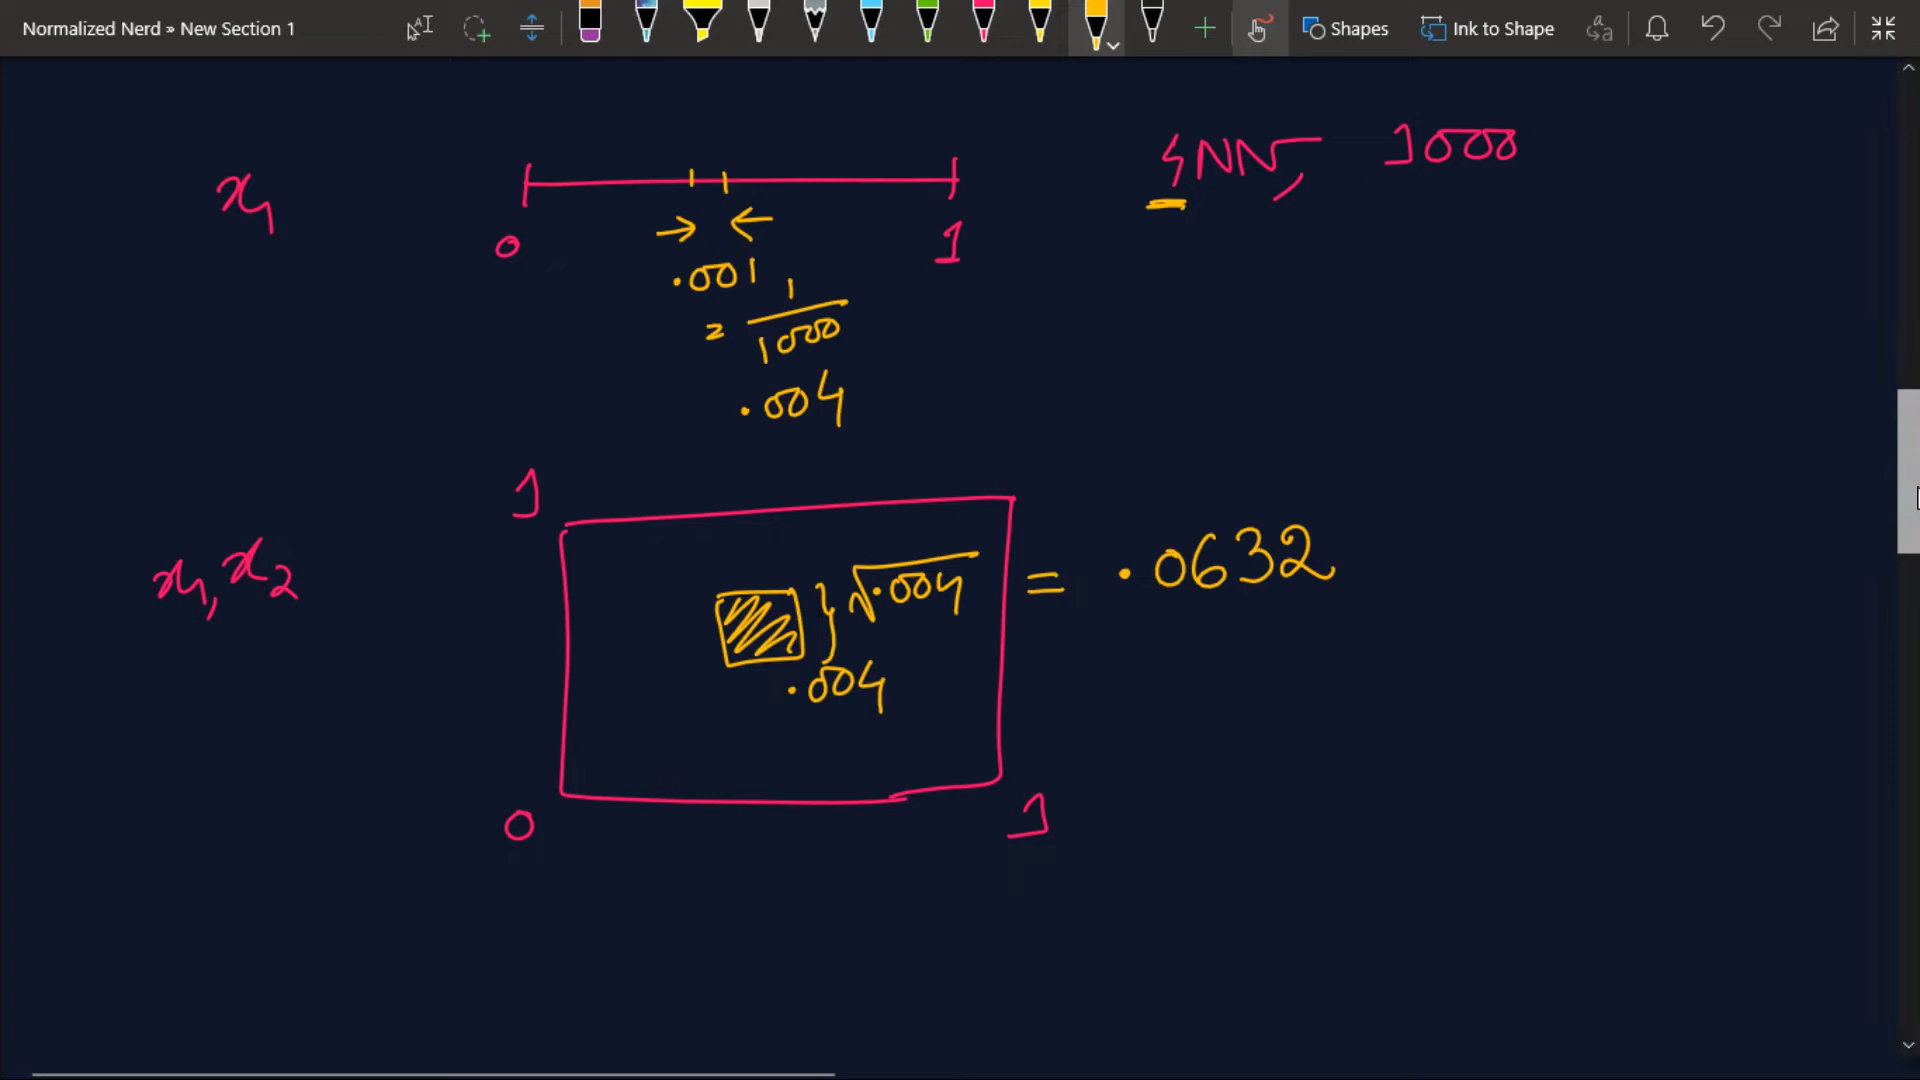 Normalized Nerd » New Section 1
Shapes
Ink to Shape
x1
0
1
4NN, 1000
.001
= 1/1000
.004
x1, x2
1
√.004 = .0632
.004
0
1